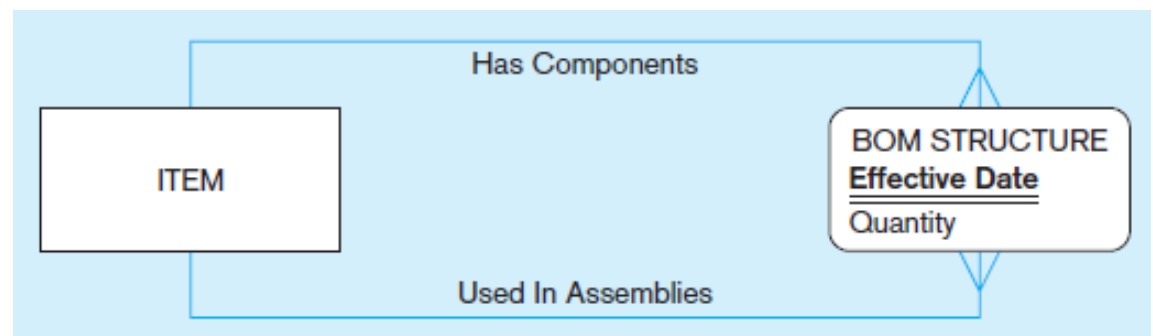 Has Components
ITEM
BOM STRUCTURE
Effective Date
Quantity
Used In Assemblies